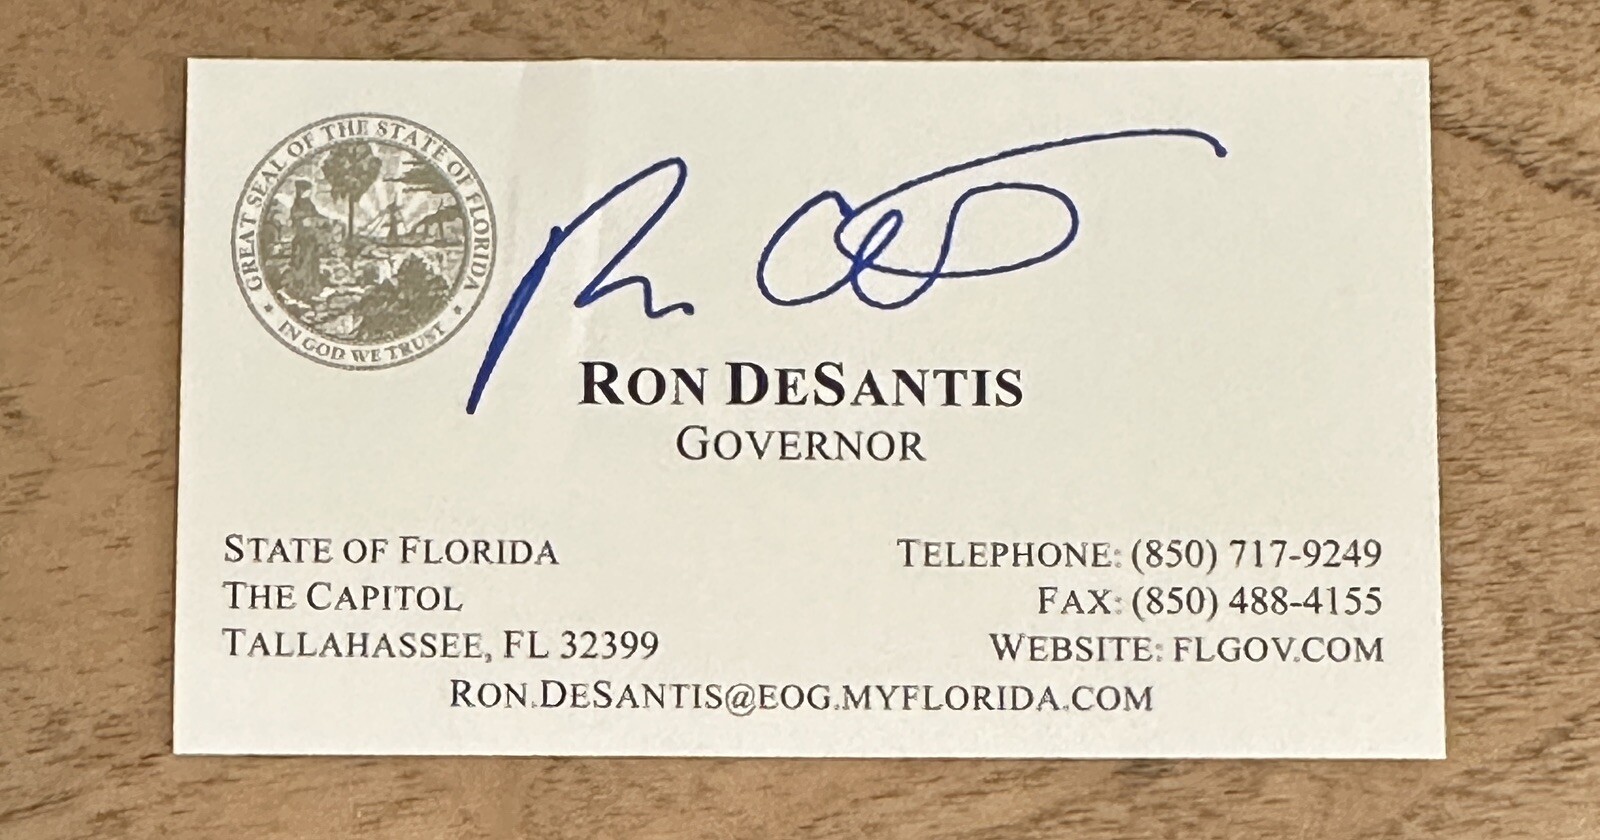 GREAT SEAL OF THE STATE OF FLORIDA
IN GOD WE TRUST
RON DESANTIS
GOVERNOR
STATE OF FLORIDA
THE CAPITOL
TALLAHASSEE, FL 32399
TELEPHONE: (850) 717-9249
FAX: (850) 488-4155
WEBSITE: FLGOV.COM
RON.DESANTIS@EOG.MYFLORIDA.COM